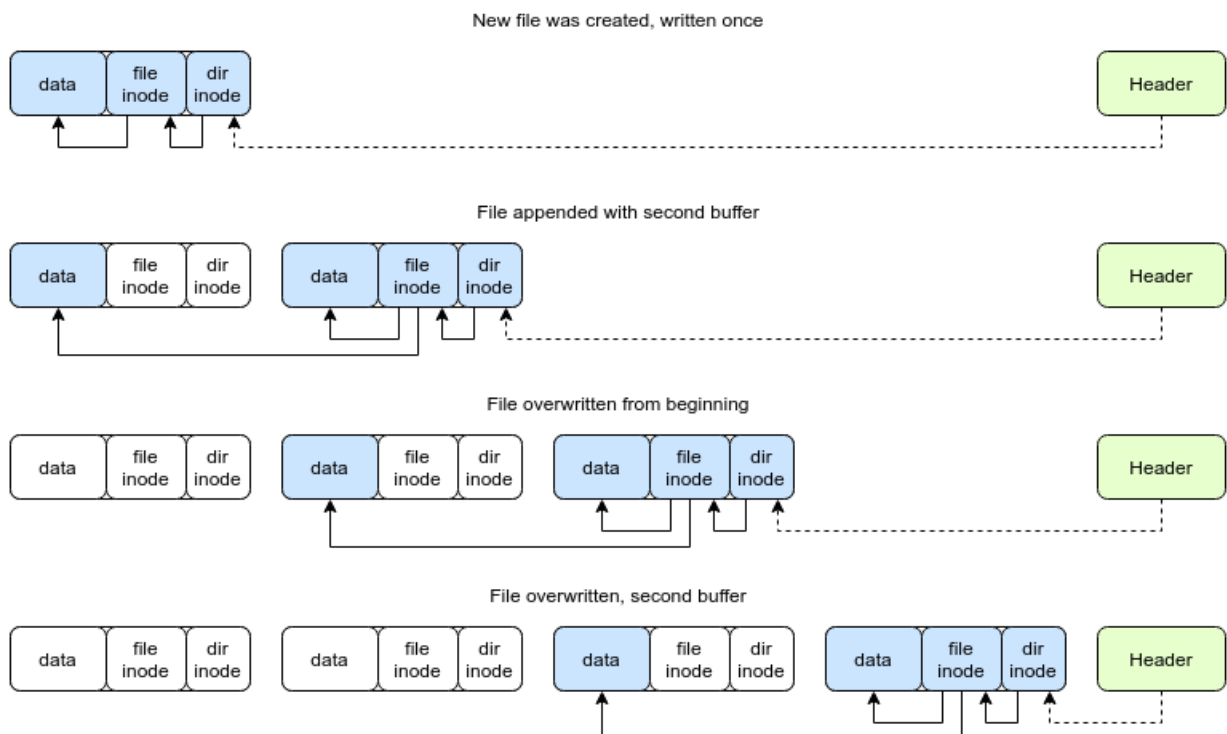 New file was created, written once
data
file
inode
dir
inode
Header
File appended with second buffer
data
file
inode
dir
inode
data
file
inode
dir
inode
Header
File overwritten from beginning
data
file
inode
dir
inode
data
file
inode
dir
inode
data
file
inode
dir
inode
Header
File overwritten, second buffer
data
file
inode
dir
inode
data
file
inode
dir
inode
data
file
inode
dir
inode
data
file
inode
dir
inode
Header